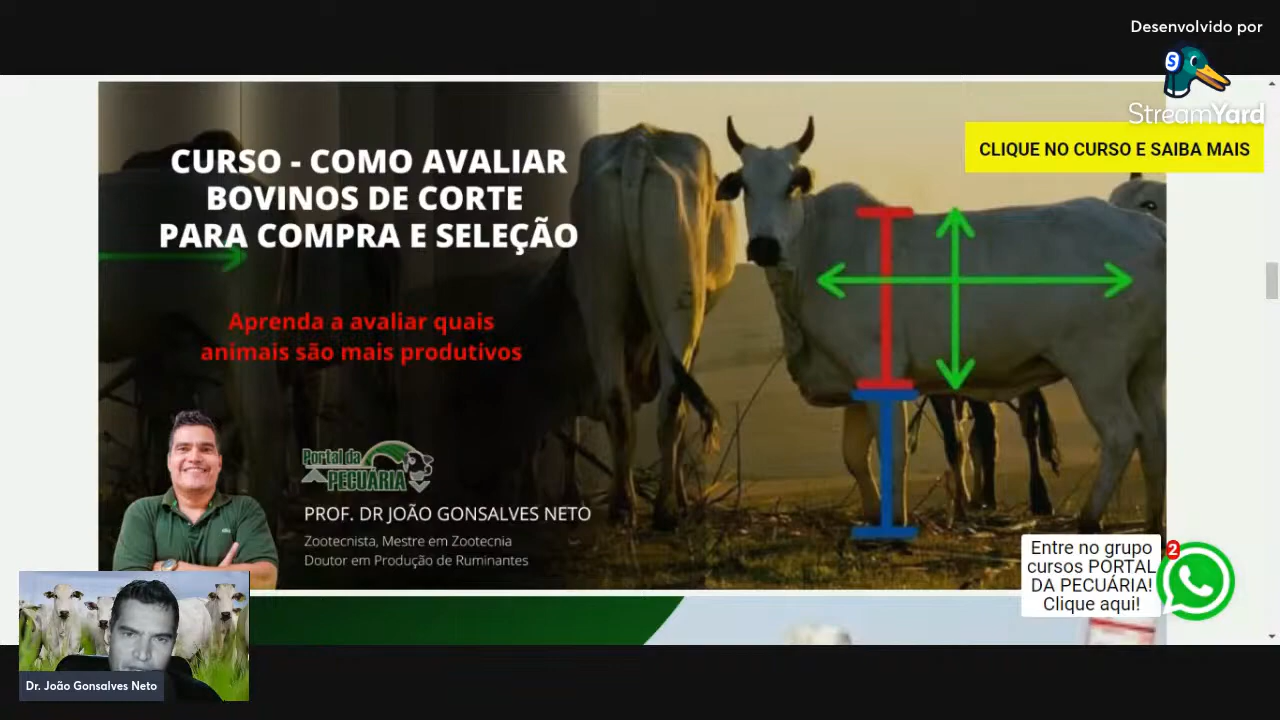 Desenvolvido por
StreamYard
CLIQUE NO CURSO E SAIBA MAIS
CURSO - COMO AVALIAR
BOVINOS DE CORTE
PARA COMPRA E SELEÇÃO
Aprenda a avaliar quais
animais são mais produtivos
Portal da
PECUÁRIA
PROF. DR JOÃO GONSALVES NETO
Zootecnista, Mestre em Zootecnia
Doutor em Produção de Ruminantes
Entre no grupo
cursos PORTAL
DA PECUÁRIA!
Clique aqui!
2
Dr. João Gonsalves Neto